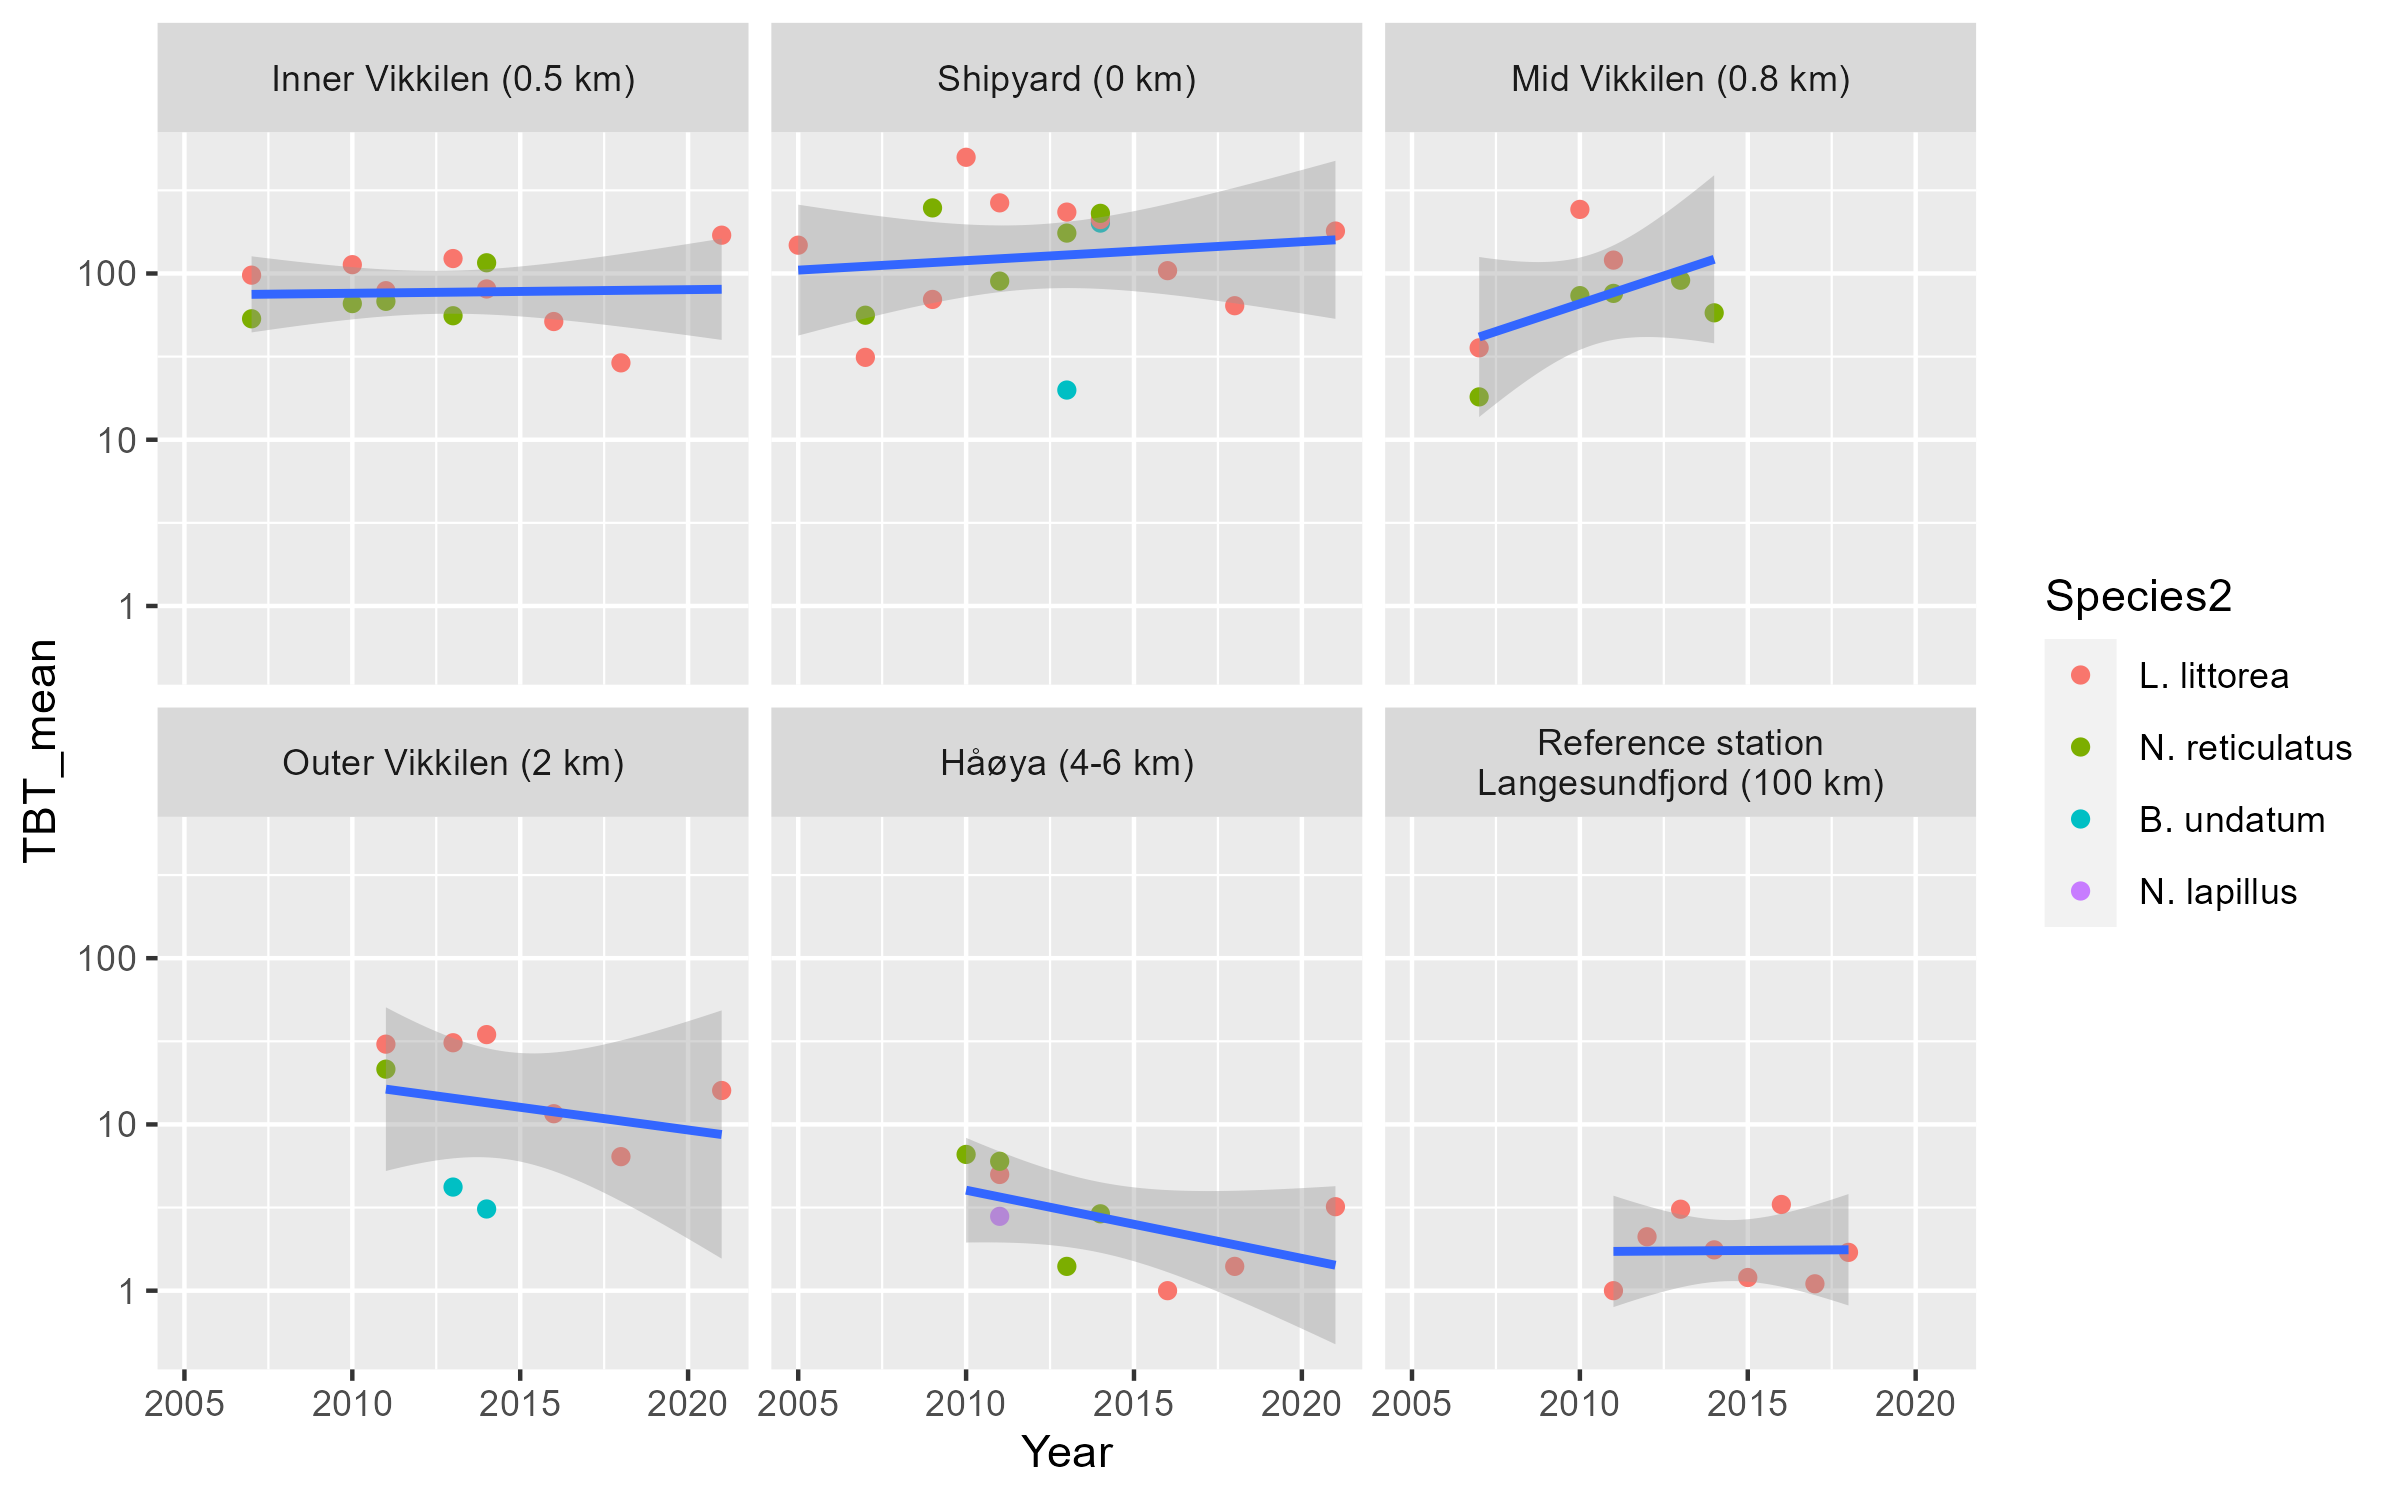 Inner Vikkilen (0.5 km)
Shipyard (0 km)
Mid Vikkilen (0.8 km)
100
10
1
TBT_mean
Outer Vikkilen (2 km)
Håøya (4-6 km)
Reference station
Langesundfjord (100 km)
100
10
1
2005 2010 2015 2020
2005 2010 2015 2020
2005 2010 2015 2020
Year
Species2
L. littorea
N. reticulatus
B. undatum
N. lapillus